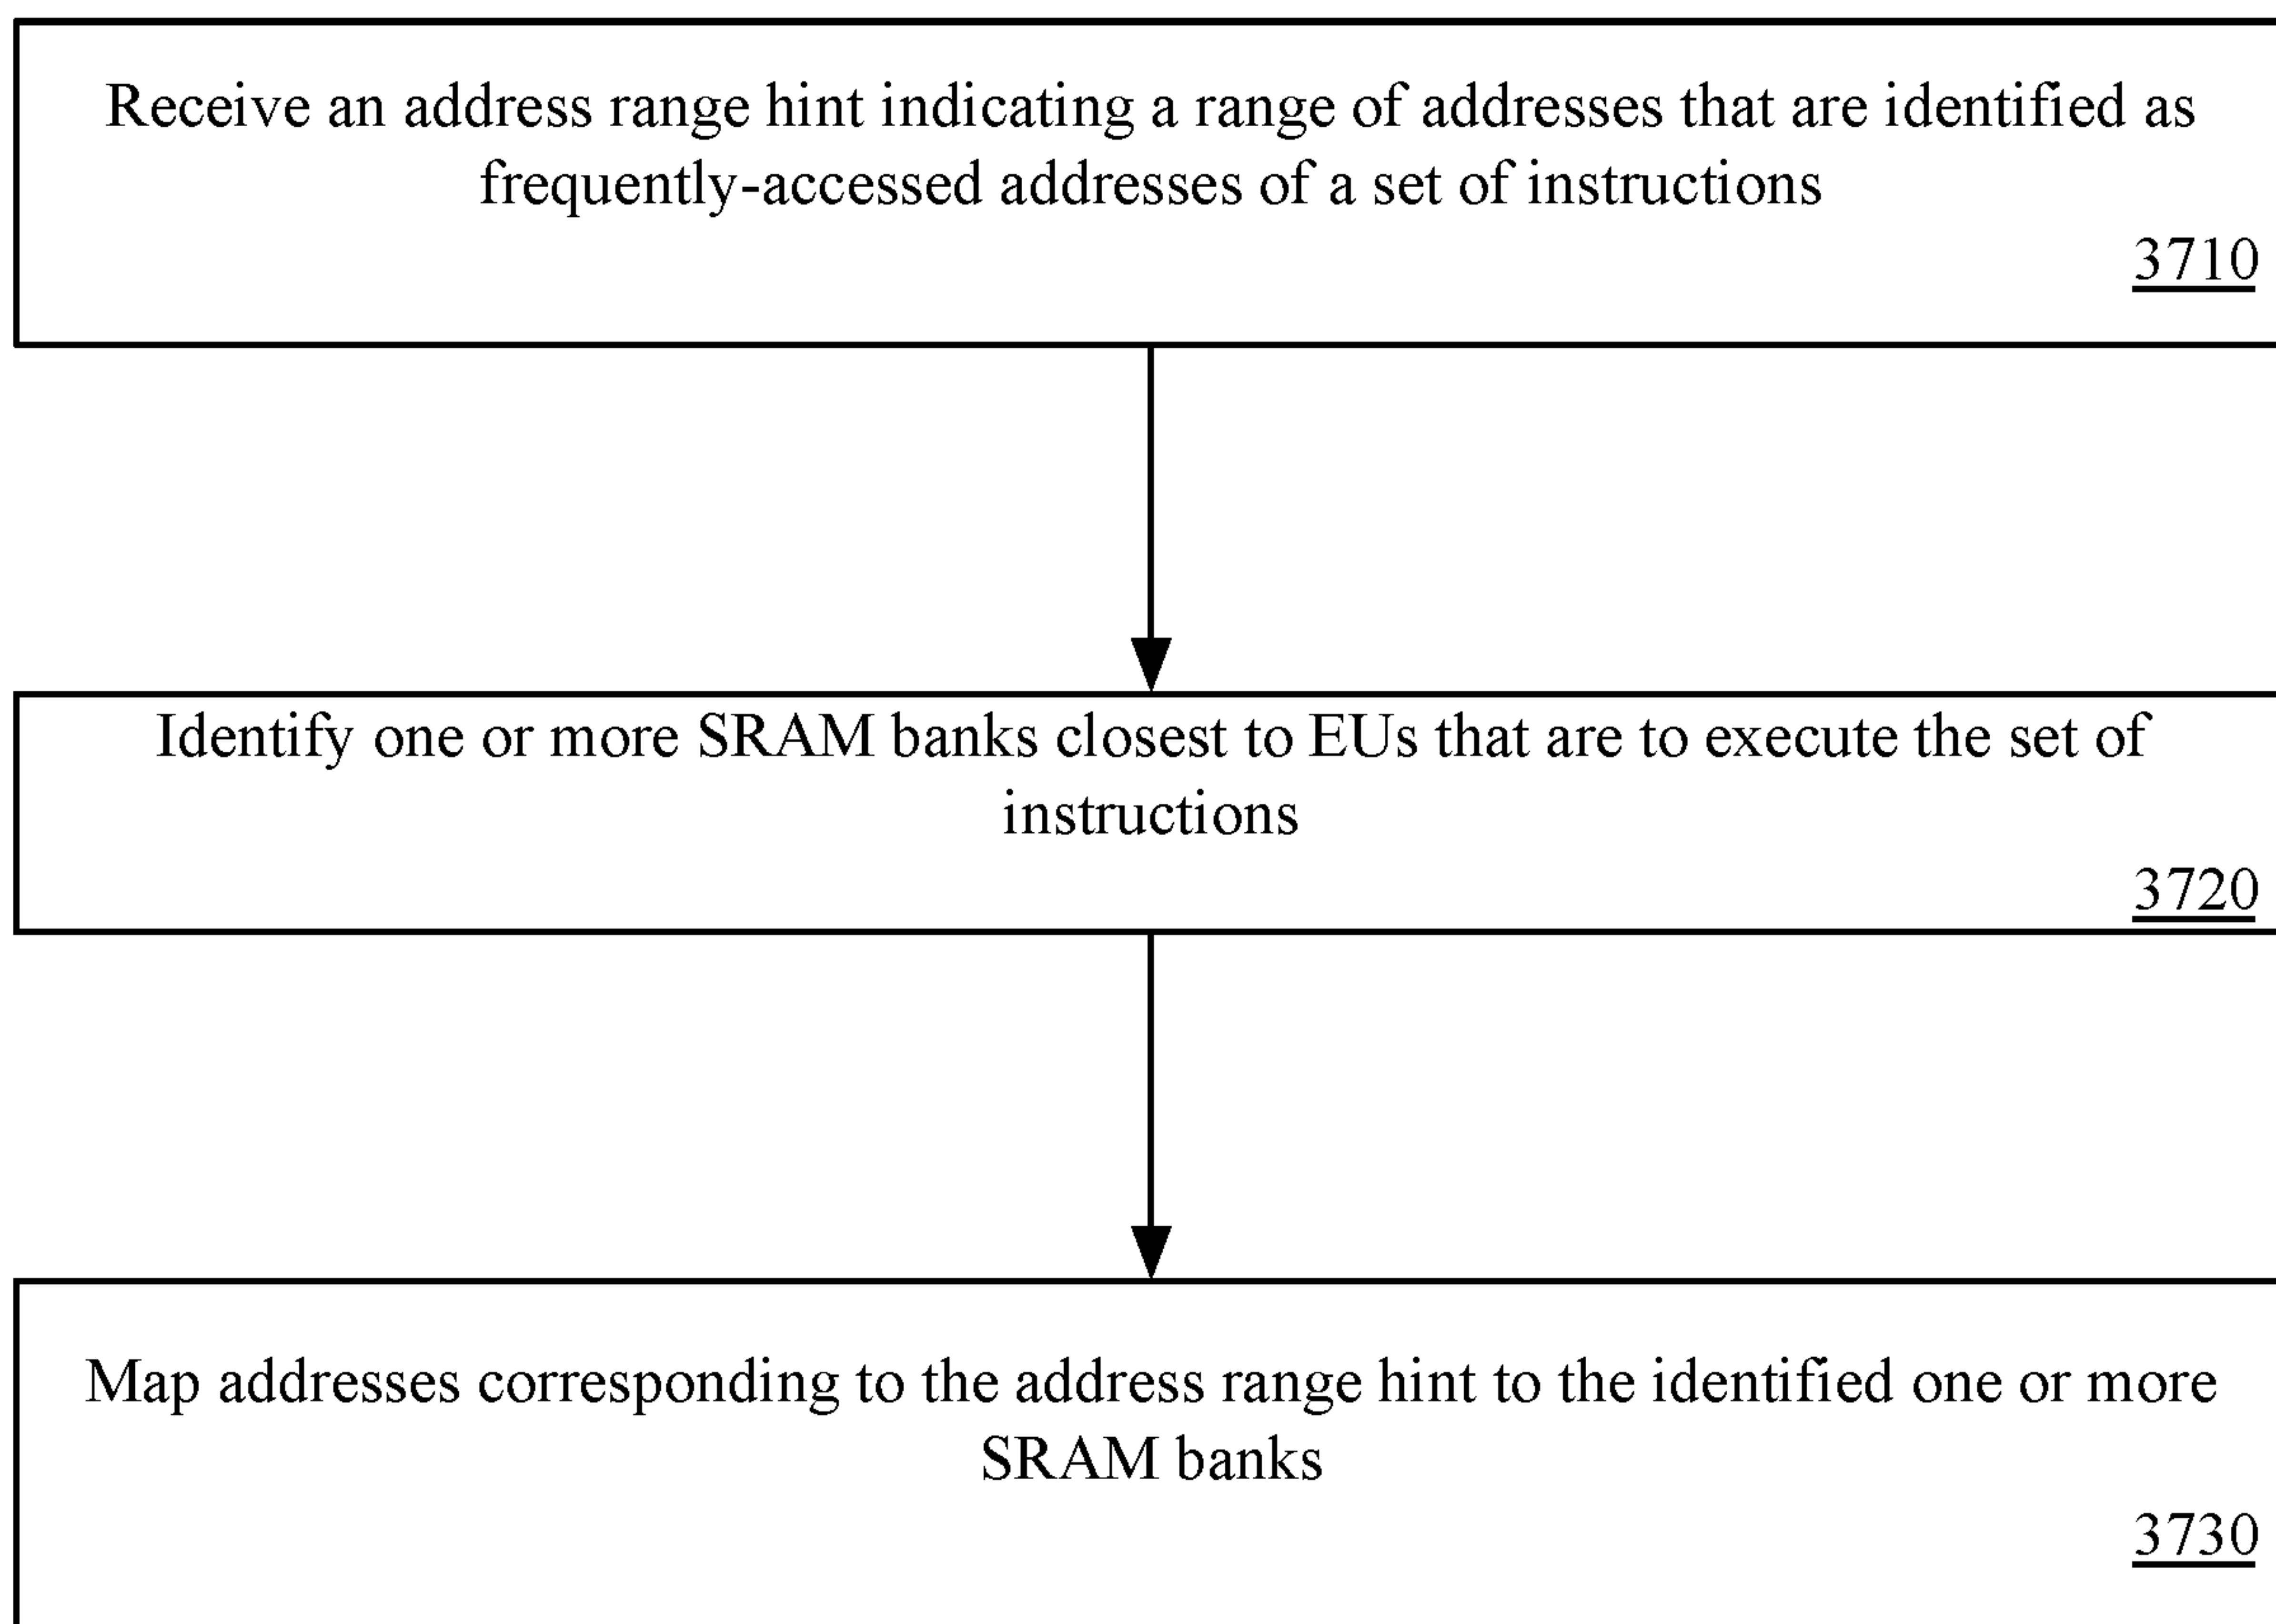 Receive an address range hint indicating a range of addresses that are identified as
frequently-accessed addresses of a set of instructions
3710
Identify one or more SRAM banks closest to EUs that are to execute the set of
instructions
3720
Map addresses corresponding to the address range hint to the identified one or more
SRAM banks
3730